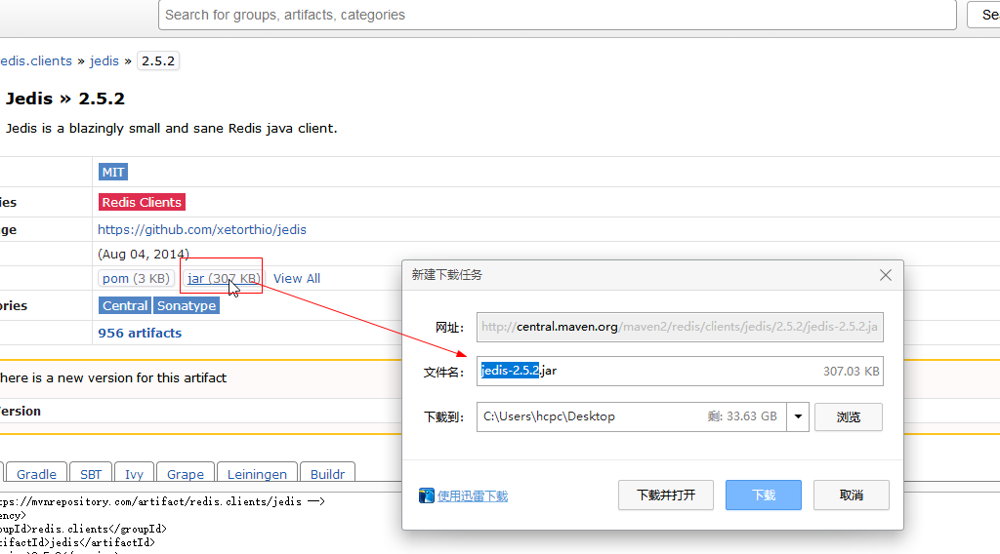 Search for groups, artifacts, categories
Sea
edis.clients » jedis » 2.5.2
Jedis » 2.5.2
Jedis is a blazingly small and sane Redis java client.
MIT
ies Redis Clients
ge https://github.com/xetorthio/jedis
(Aug 04, 2014)
pom (3 KB) jar (307 KB) View All
ories Central Sonatype
956 artifacts
here is a new version for this artifact
ersion
Gradle SBT Ivy Grape Leiningen Buildr
tps://mvnrepository.com/artifact/redis.clients/jedis -->
ency>
oupId>redis.clients</groupId>
tifactId>jedis</artifactId>
新建下载任务
网址: http://central.maven.org/maven2/redis/clients/jedis/2.5.2/jedis-2.5.2.ja
文件名: jedis-2.5.2.jar 307.03 KB
下载到: C:\Users\hcpc\Desktop 剩: 33.63 GB 浏览
使用迅雷下载 下载并打开 下载 取消